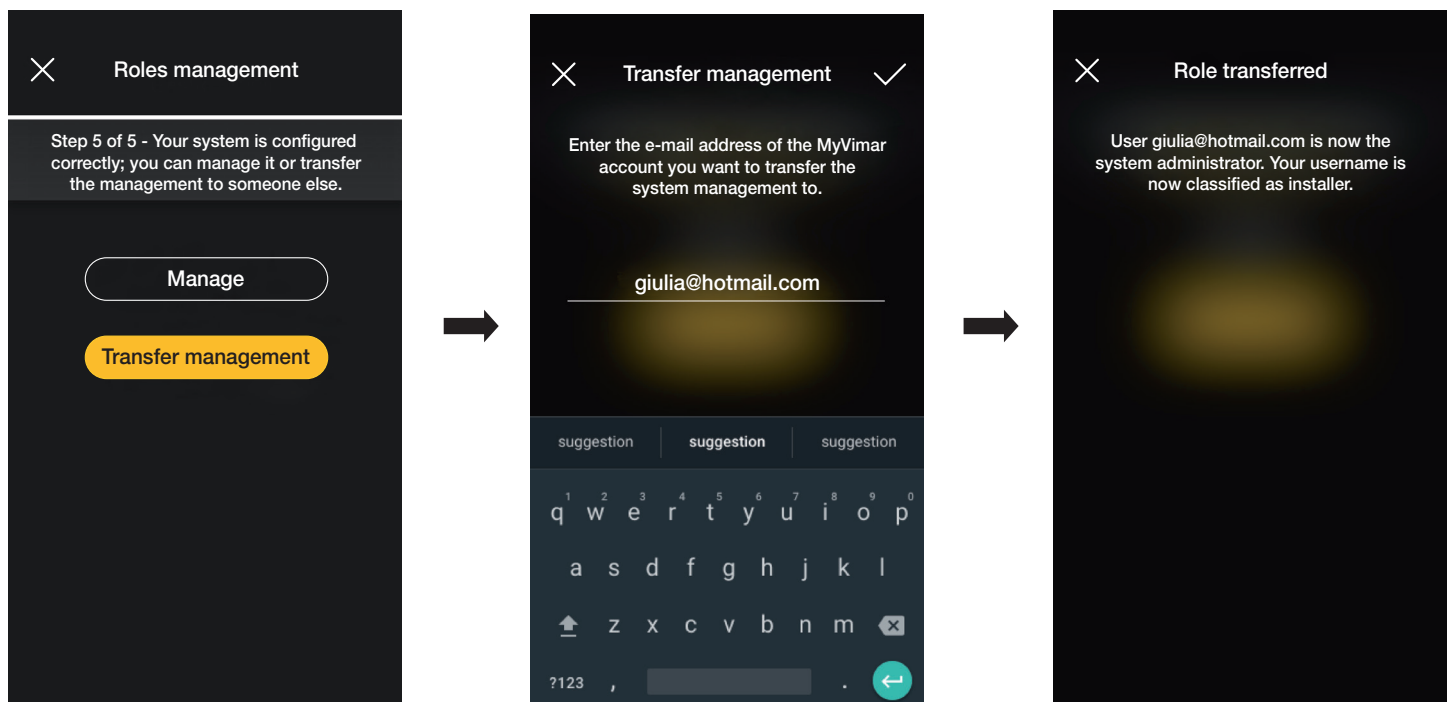 Roles management
Step 5 of 5 - Your system is configured
correctly; you can manage it or transfer
the management to someone else.
Manage
Transfer management
Transfer management
Enter the e-mail address of the MyVimar
account you want to transfer the
system management to.
giulia@hotmail.com
suggestion suggestion suggestion
1 2 3 4 5 6 7 8 9 0
q w e r t y u i o p
a s d f g h j k l
z x c v b n m
?123 , .
Role transferred
User giulia@hotmail.com is now the
system administrator. Your username is
now classified as installer.